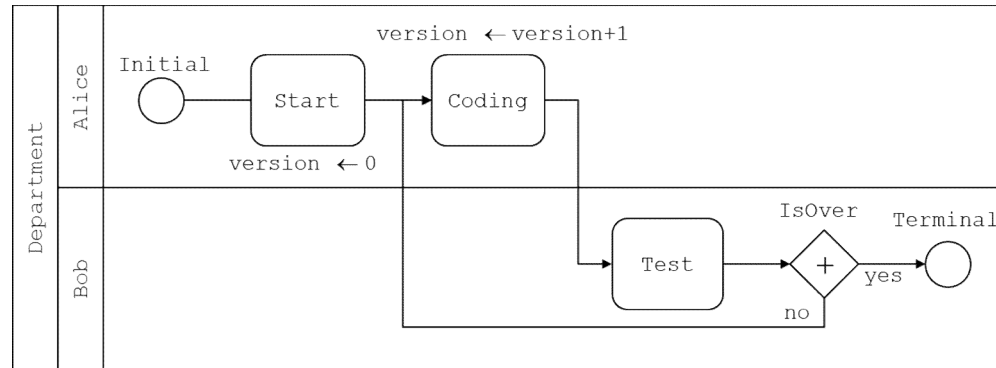 Department
Alice
Initial
version ← version+1
Start
Coding
version ← 0
Bob
IsOver
Terminal
Test
+
yes
no